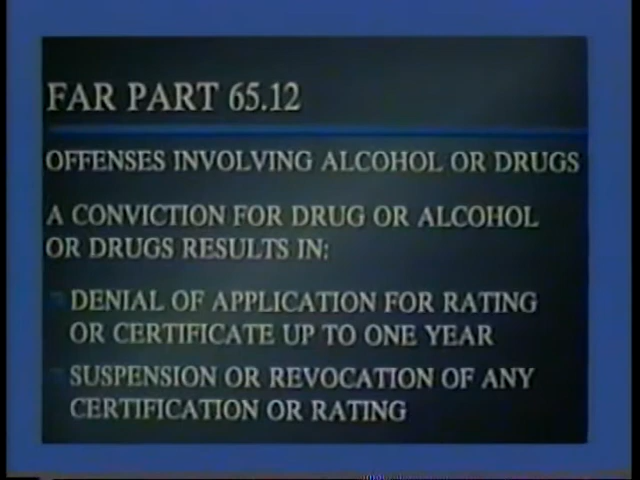 FAR PART 65.12
OFFENSES INVOLVING ALCOHOL OR DRUGS
A CONVICTION FOR DRUG OR ALCOHOL
OR DRUGS RESULTS IN:
DENIAL OF APPLICATION FOR RATING
OR CERTIFICATE UP TO ONE YEAR
SUSPENSION OR REVOCATION OF ANY
CERTIFICATION OR RATING